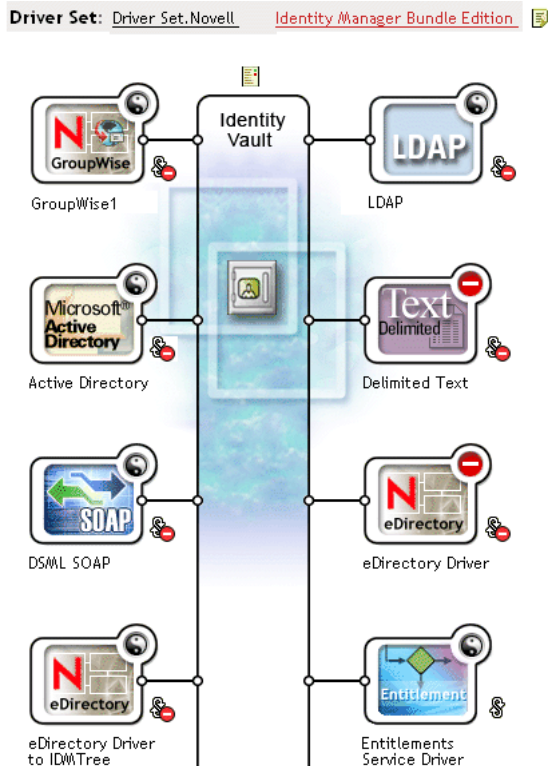 Driver Set: Driver Set.Novell Identity Manager Bundle Edition
Identity
Vault
N
GroupWise
GroupWise1
LDAP
LDAP
Microsoft®
Active
Directory
Active Directory
Text
Delimited
Delimited Text
SOAP
DSML SOAP
N
eDirectory
eDirectory Driver
N
eDirectory
eDirectory Driver
to IDMTree
Entitlement
Entitlements
Service Driver